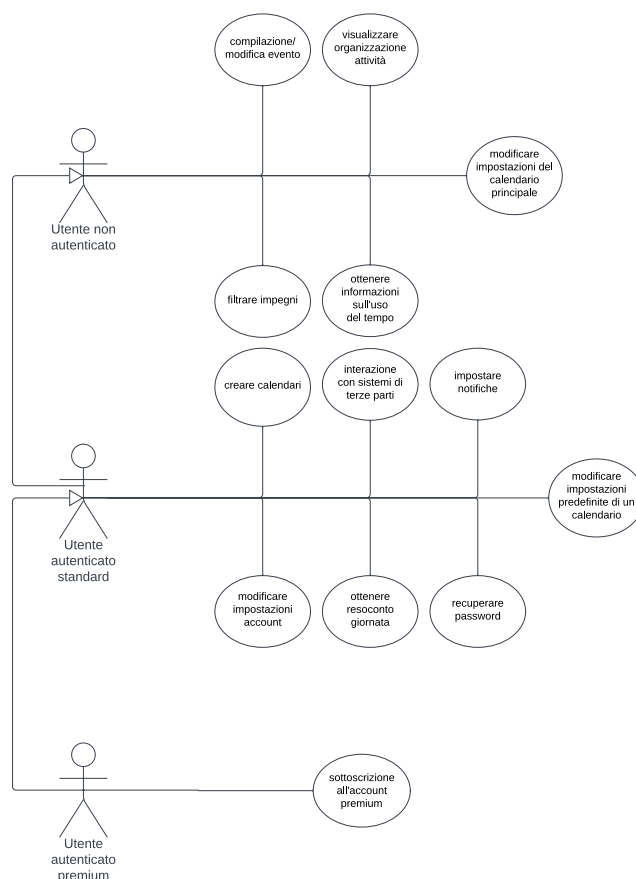 compilazione/
modifica evento
visualizzare
organizzazione
attività
modificare
impostazioni del
calendario
principale
Utente non
autenticato
filtrare impegni
ottenere
informazioni
sull'uso
del tempo
creare calendari
interazione
con sistemi di
terze parti
impostare
notifiche
modificare
impostazioni
predefinite di un
calendario
Utente
autenticato
standard
modificare
impostazioni
account
ottenere
resoconto
giornata
recuperare
password
sottoscrizione
all'account
premium
Utente
autenticato
premium